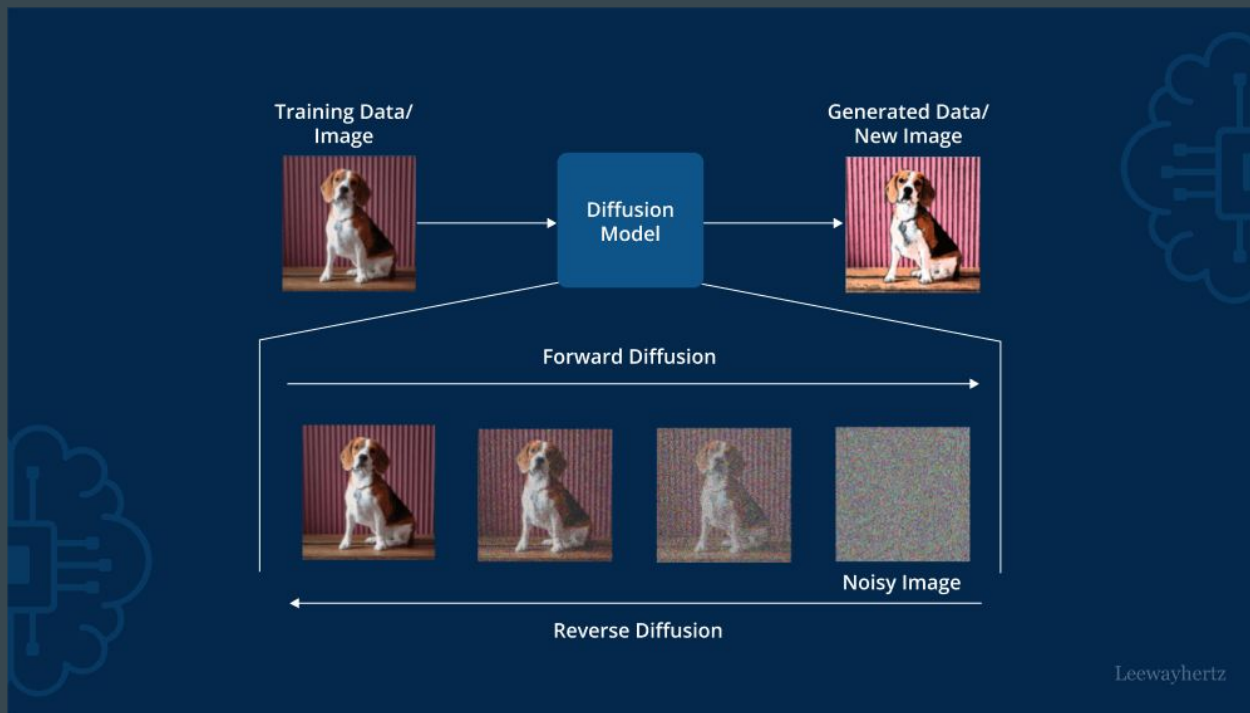 Training Data/
Image
Generated Data/
New Image
Diffusion
Model
Forward Diffusion
Noisy Image
Reverse Diffusion
Leewayhertz